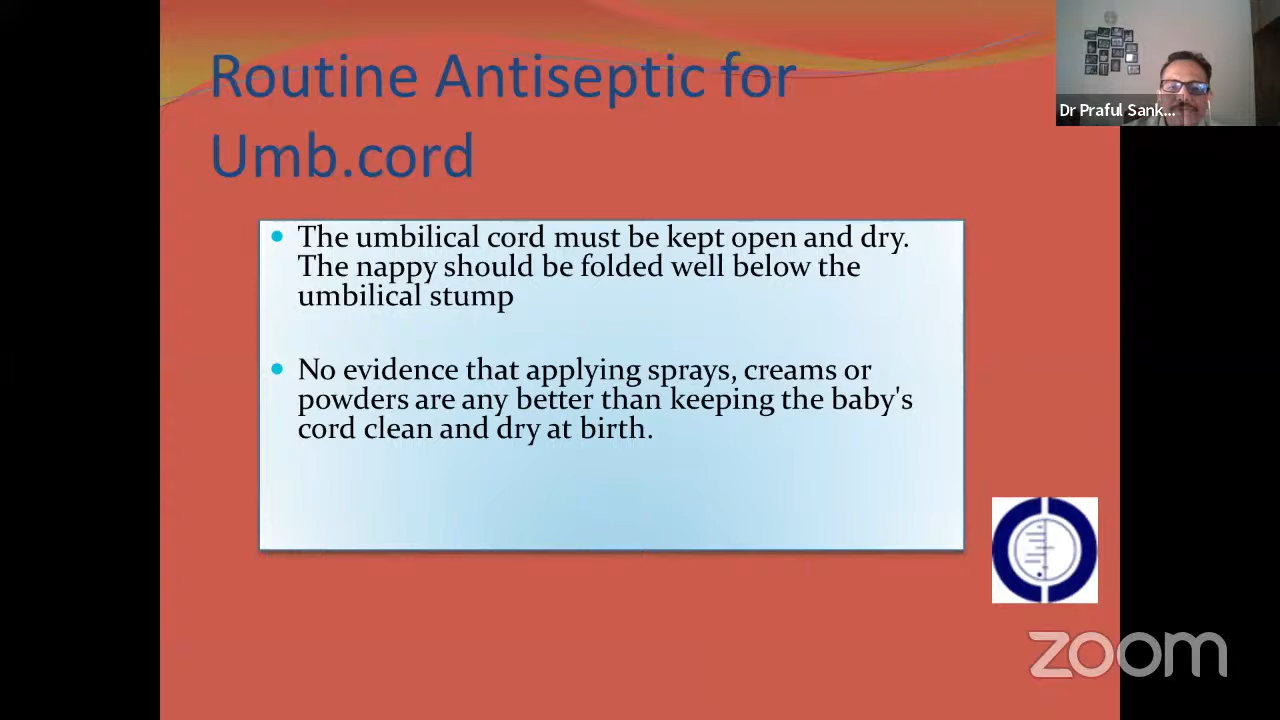 Routine Antiseptic for
Umb.cord
Dr Praful Sank...
• The umbilical cord must be kept open and dry.
The nappy should be folded well below the
umbilical stump
• No evidence that applying sprays, creams or
powders are any better than keeping the baby's
cord clean and dry at birth.
zoom